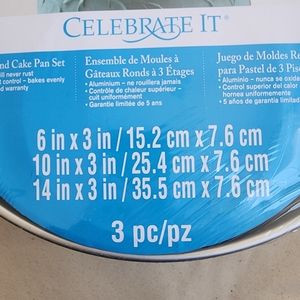 CELEBRATE IT®
nd Cake Pan Set
ill never rust
t control – bakes evenly
d warranty
Ensemble de Moules à
Gâteaux Ronds à 3 Étages
• Aluminium – ne rouillera jamais
• Contrôle de chaleur supérieur –
cuit uniformément
• Garantie limitée de 5 ans
Juego de Moldes Re
para Pastel de 3 Pis
• Aluminio – nunca se oxida
• Control superior del calor
hornea uniformemente
• 5 años de garantía limitad
6 in x 3 in / 15.2 cm x 7.6 cm
10 in x 3 in / 25.4 cm x 7.6 cm
14 in x 3 in / 35.5 cm x 7.6 cm
3 pc/pz